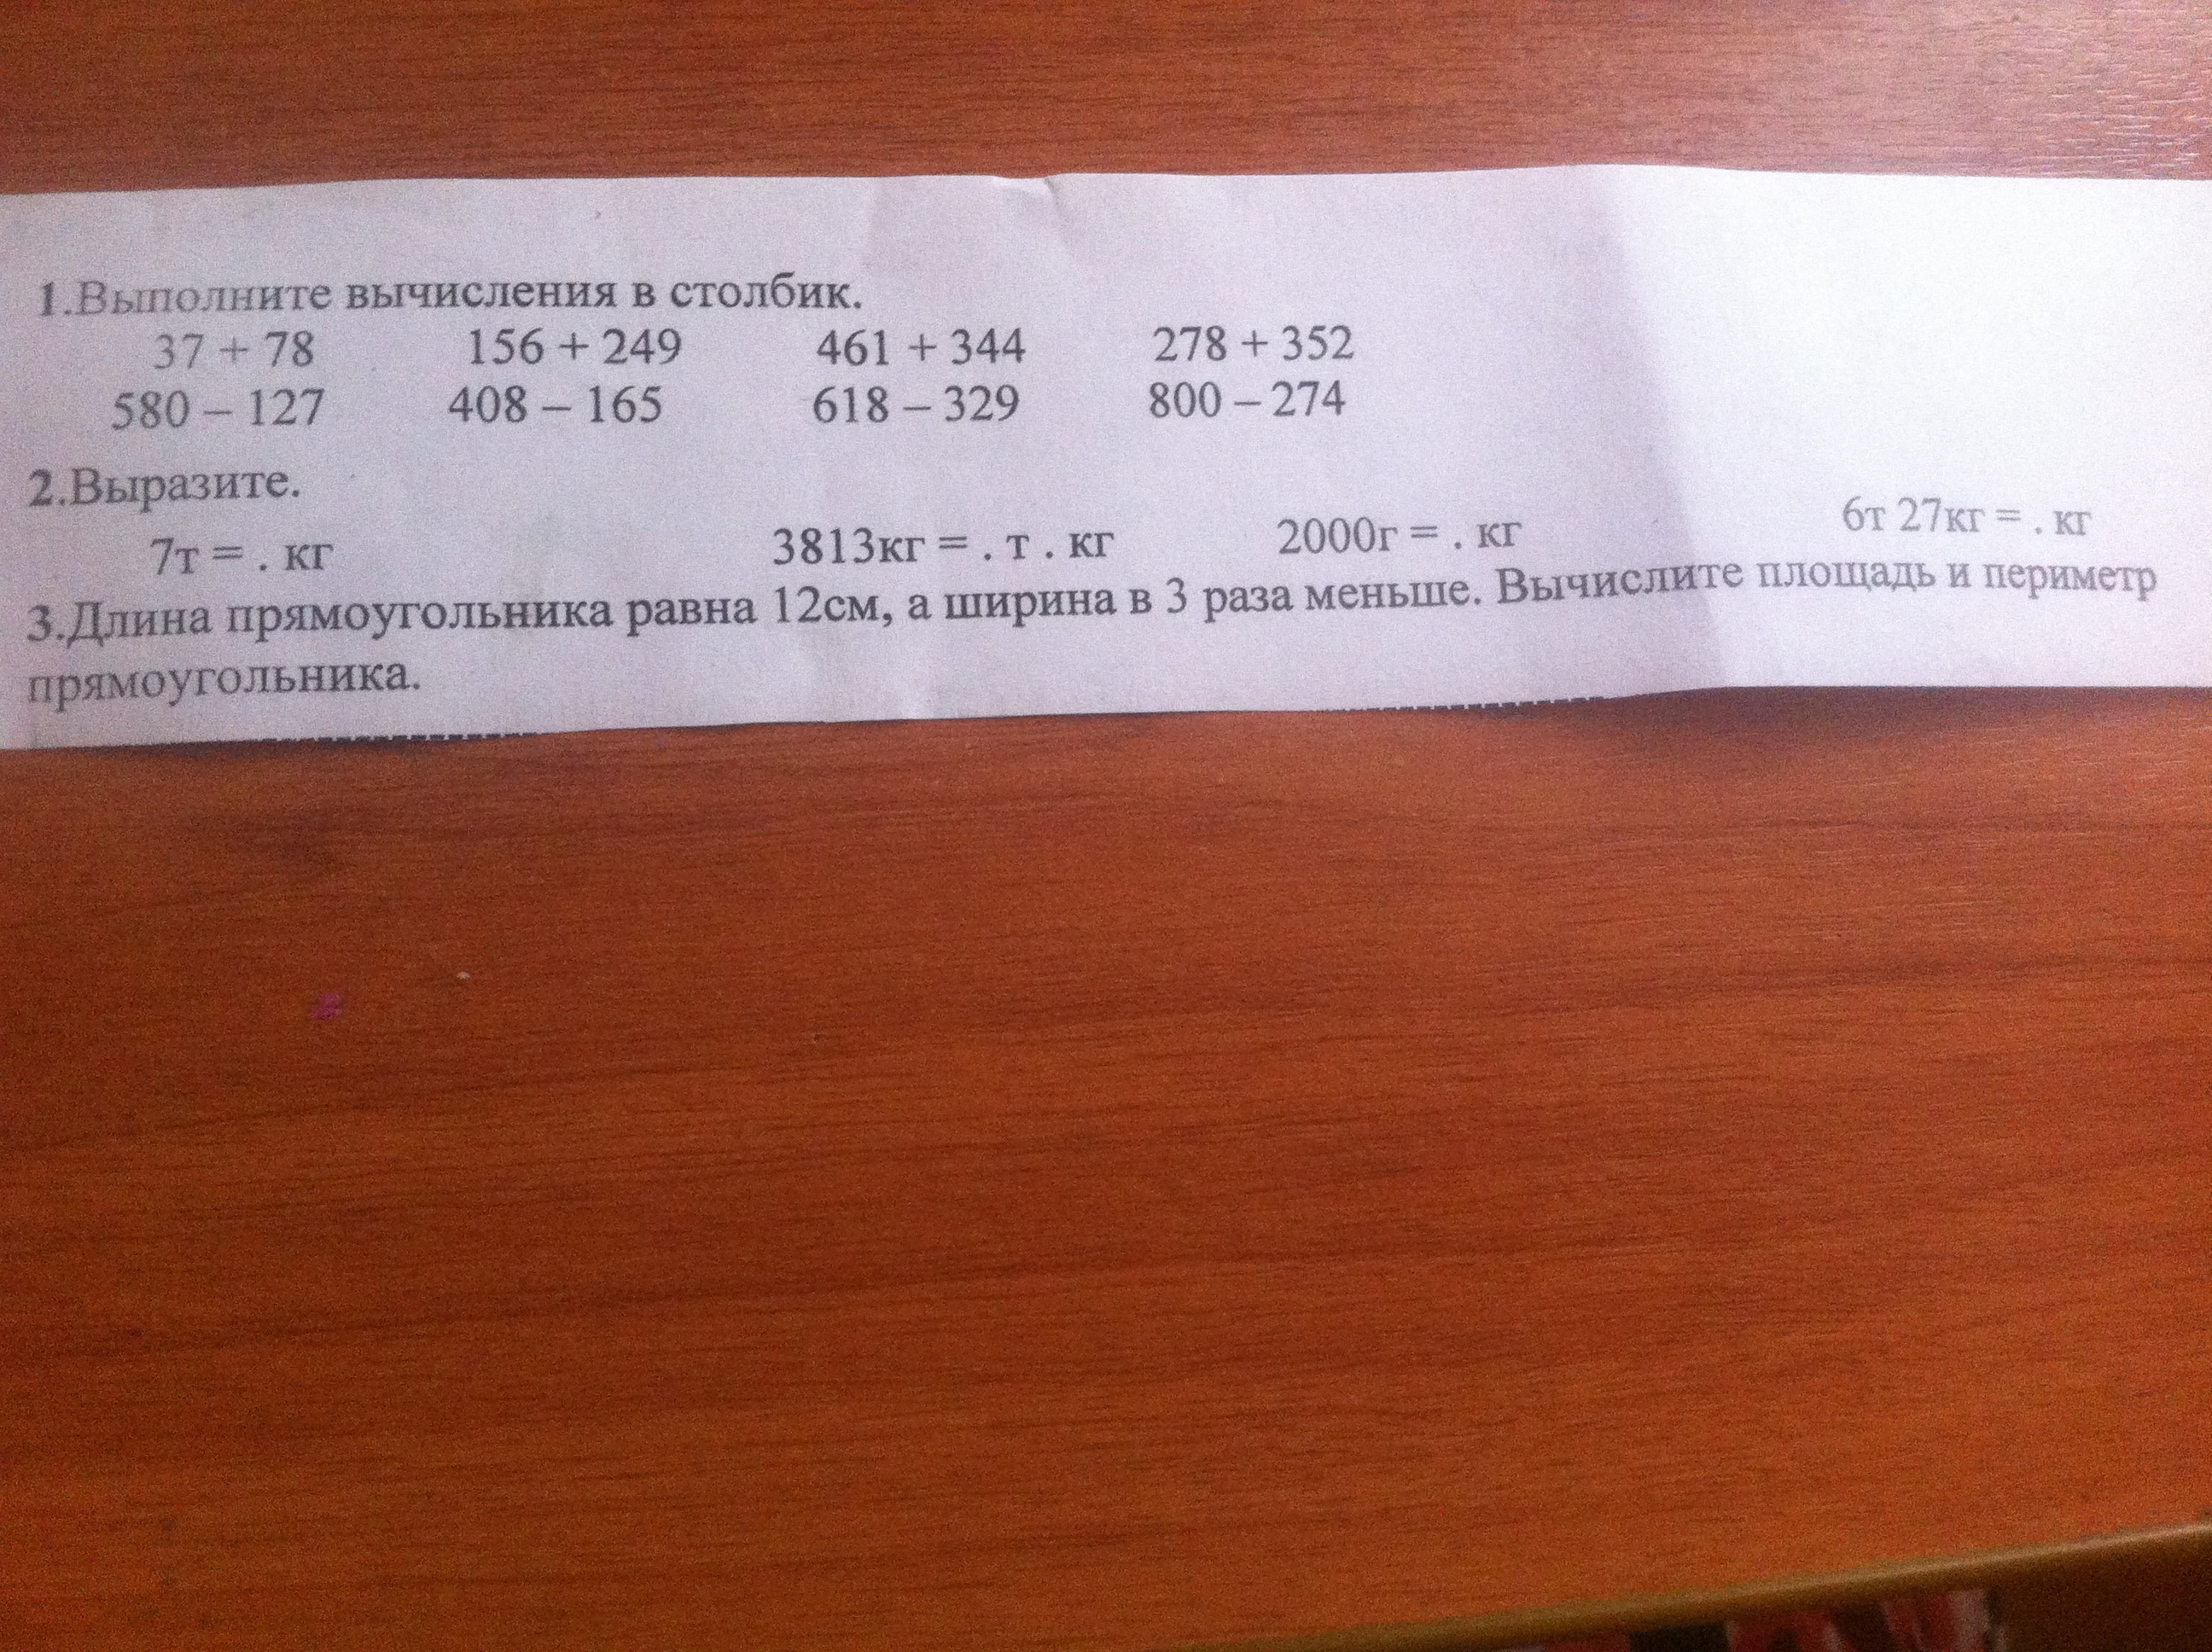 1.Выполните вычисления в столбик.
37 + 78 156 + 249 461 + 344 278 + 352
580 – 127 408 – 165 618 – 329 800 – 274
2.Выразите.
7т = . кг 3813кг = . т . кг 2000г = . кг 6т 27кг = . кг
3.Длина прямоугольника равна 12см, а ширина в 3 раза меньше. Вычислите площадь и периметр
прямоугольника.